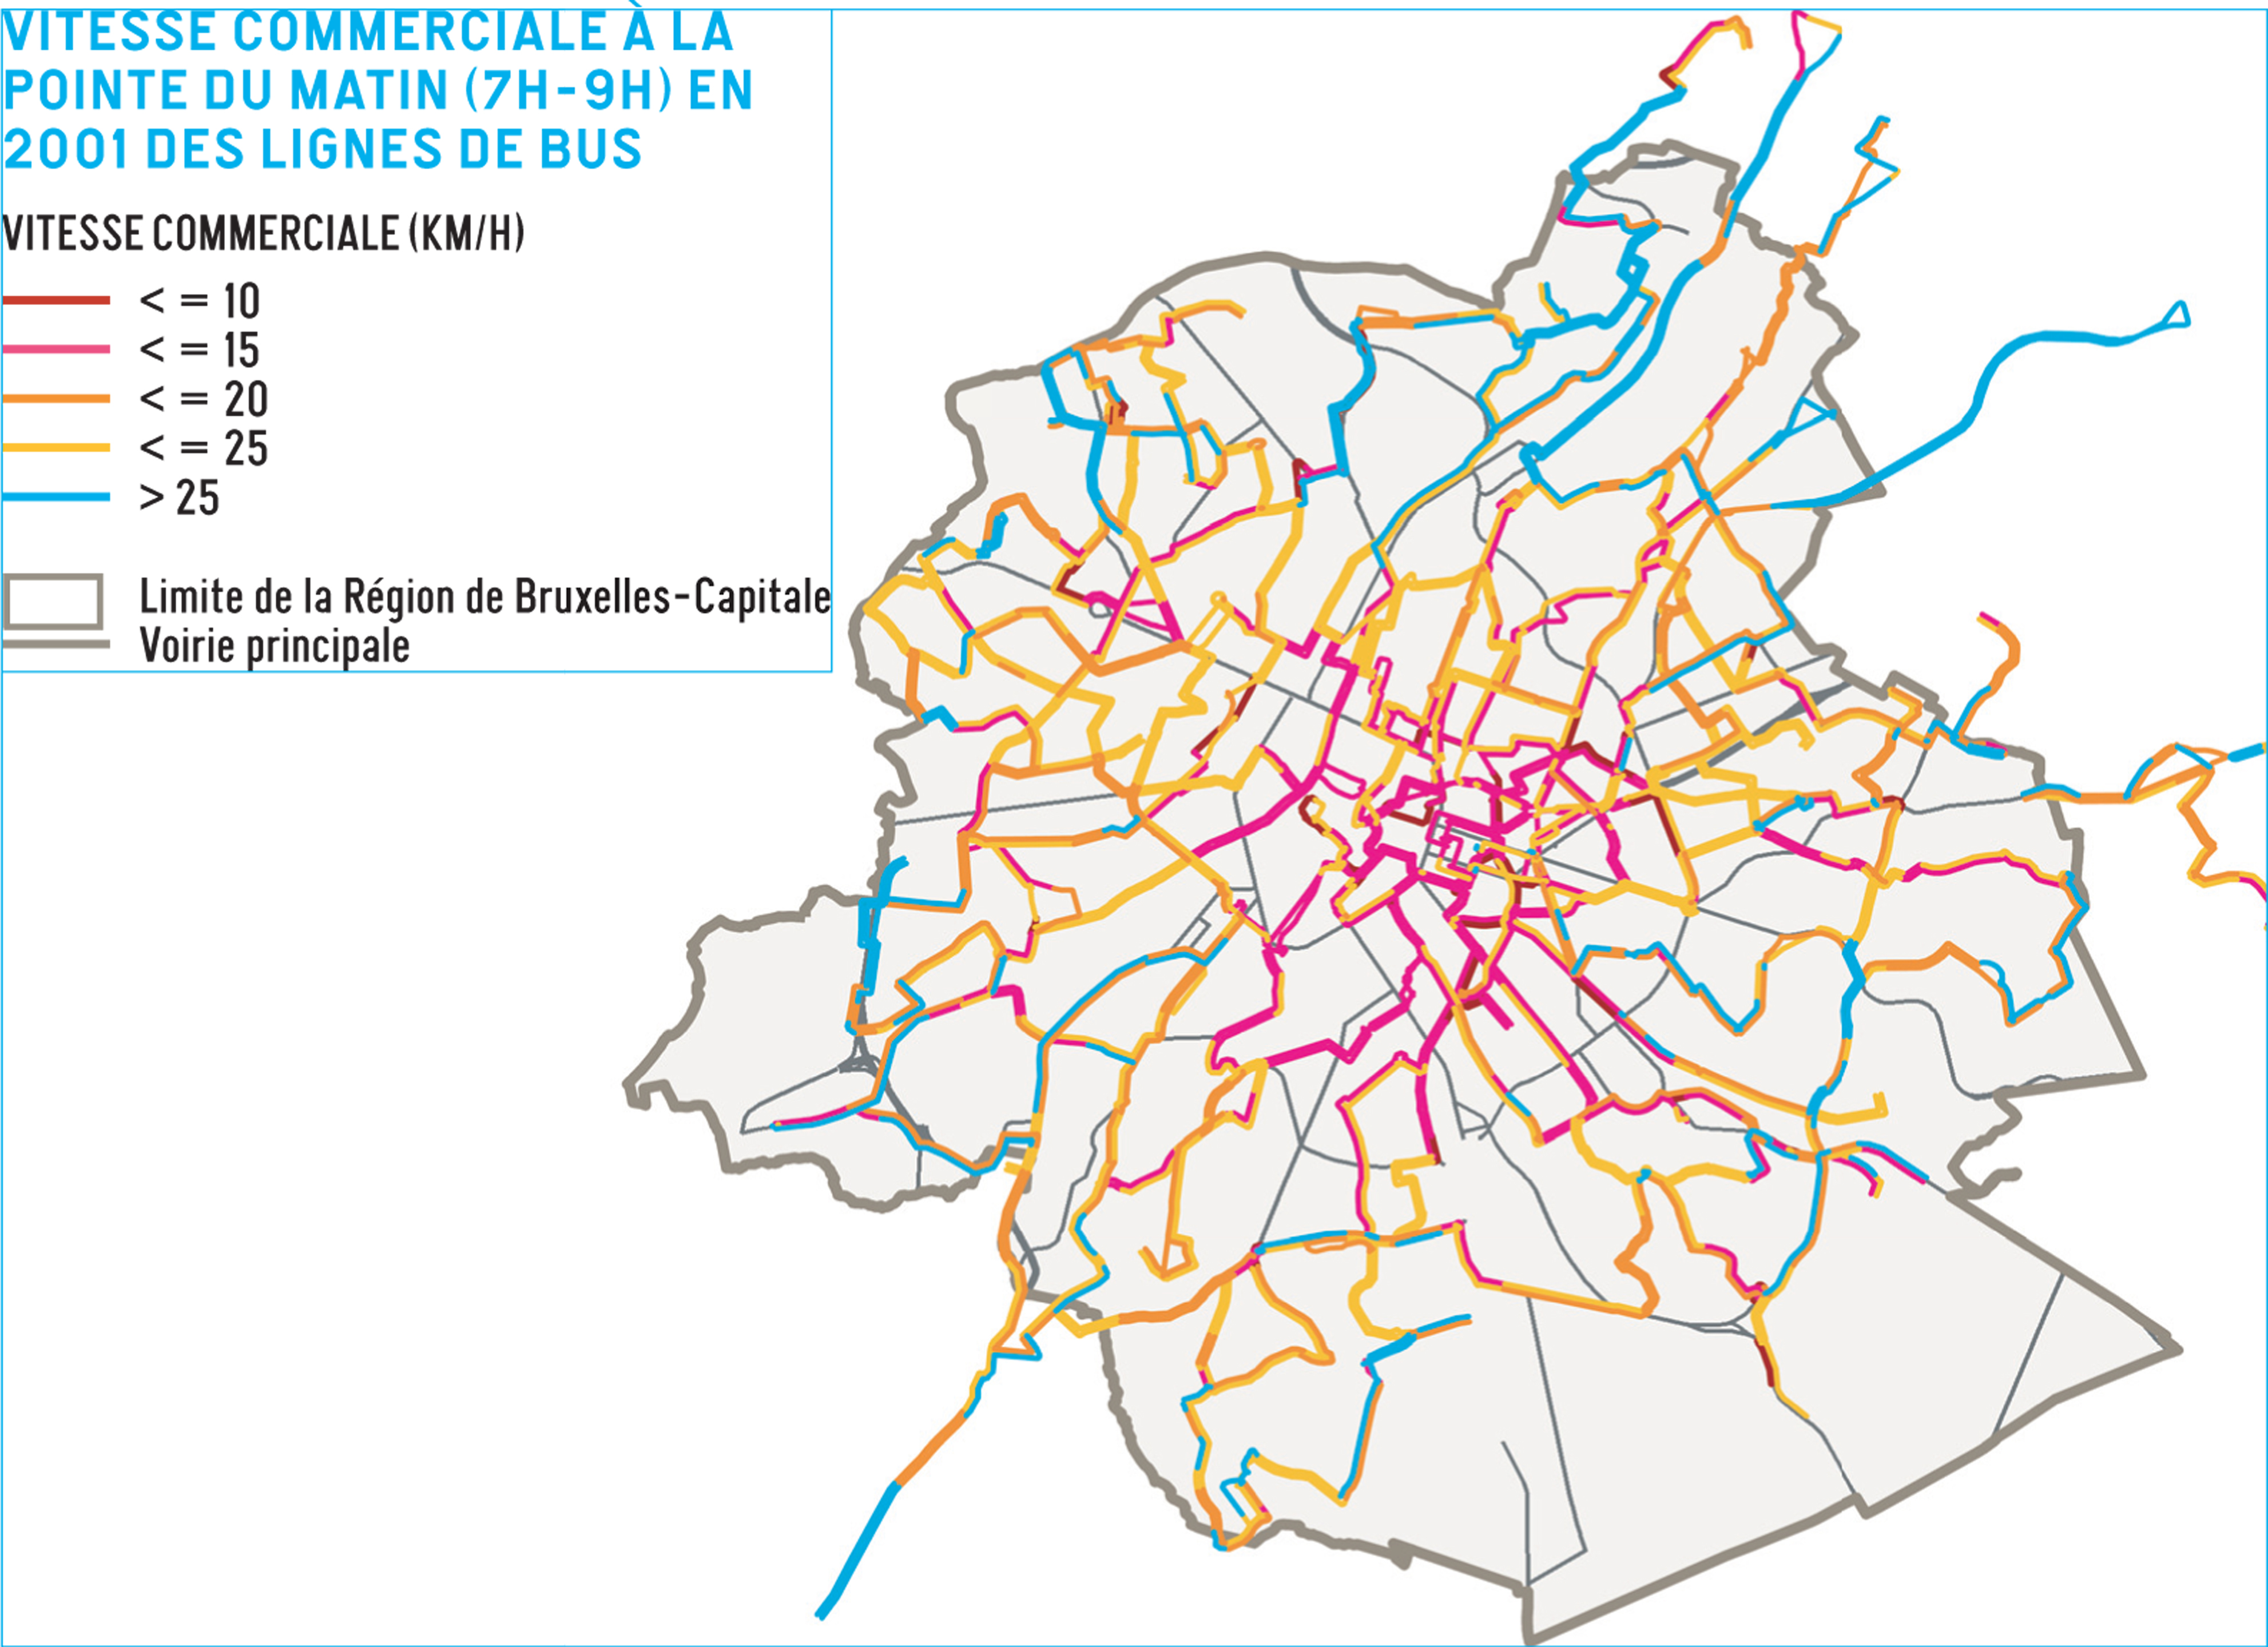 VITESSE COMMERCIALE À LA
POINTE DU MATIN (7H-9H) EN
2001 DES LIGNES DE BUS
VITESSE COMMERCIALE (KM/H)
< = 10
< = 15
< = 20
< = 25
> 25
Limite de la Région de Bruxelles-Capitale
Voirie principale